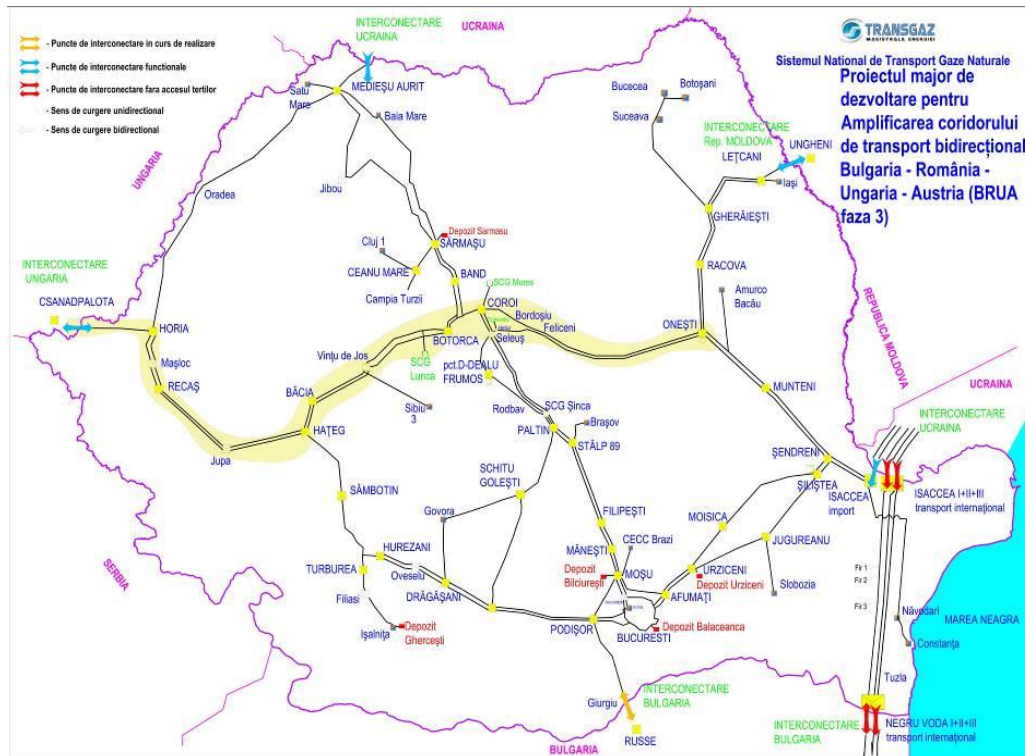 INTERCONECTARE
UCRAINA
UCRAINA
TRANSGAZ
MAGISTRALA ENERGIEI
Sistemul National de Transport Gaze Naturale
Proiectul major de
dezvoltare pentru
Amplificarea coridorului
de transport bidirecțional
Bulgaria - România -
Ungaria - Austria (BRUA
faza 3)
- Puncte de interconectare in curs de realizare
- Puncte de interconectare functionale
- Puncte de interconectare fara accesul tertilor
- Sens de curgere unidirectional
- Sens de curgere bidirectional
MEDIEȘU AURIT
Satu
Mare
Baia Mare
Bucecea
Botoșani
Suceava
INTERCONECTARE
Rep. MOLDOVA
UNGHENI
LEȚCANI
Iași
UNGARIA
Oradea
Jibou
GHERĂIEȘTI
Depozit Sarmasu
SĂRMAȘU
Cluj 1
CEANU MARE
BAND
Campia Turzii
SCG Mures
RACOVA
Amurco
Bacău
REPUBLICA MOLDOVA
INTERCONECTARE
UNGARIA
CSANADPALOTA
HORIA
COROI
Bordoșiu
Feliceni
ONEȘTI
BOTORCA
Seleuș
Mașloc
RECAȘ
Vințu de Jos
SCG
Lunca
pct.D-DEALU
FRUMOS
BĂCIA
Sibiu
3
Rodbav
SCG Șinca
MUNTENI
UCRAINA
HAȚEG
Jupa
PALTIN
Brașov
STÂLP 89
INTERCONECTARE
UCRAINA
ȘENDRENI
SCHITU
GOLEȘTI
SILIȘTEA
ISACCEA
import
ISACCEA I+II+III
transport internațional
SÂMBOTIN
Govora
FILIPEȘTI
MOISICA
JUGUREANU
SERBIA
HUREZANI
MĂNEȘTI
CECC Brazi
TURBUREA
Oveselu
Depozit
Bilciurești
MOȘU
URZICENI
Depozit Urziceni
Slobozia
Fir 1
Fir 2
Filiasi
DRĂGĂȘANI
AFUMAȚI
Fir 3
Năvodari
MAREA NEAGRA
Ișalnița
Depozit
Ghercești
PODIȘOR
BUCURESTI
Depozit Balaceanca
Constanța
Tuzla
Giurgiu
INTERCONECTARE
BULGARIA
RUSSE
BULGARIA
INTERCONECTARE
BULGARIA
NEGRU VODA I+II+III
transport internațional